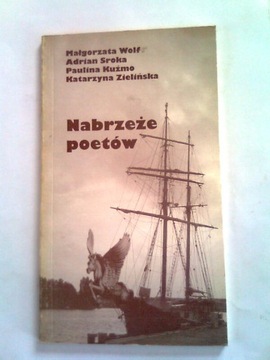 Małgorzata Wolf
Adrian Sroka
Paulina Kuźmo
Katarzyna Zielińska
Nabrzeże
poetów